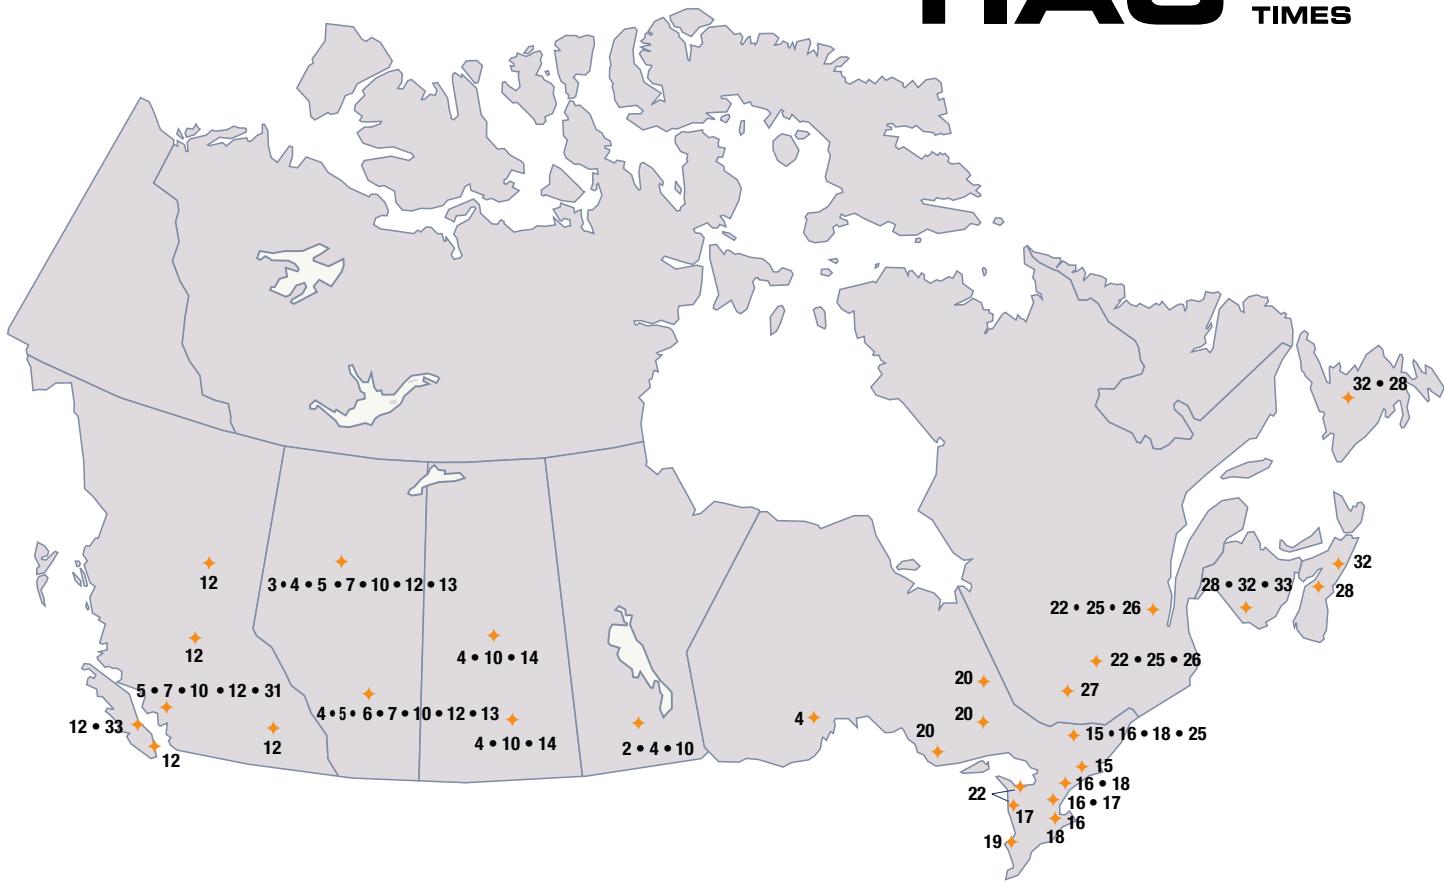 TIMES
32 • 28
12
3 • 4 • 5 • 7 • 10 • 12 • 13
32
28 • 32 • 33
28
22 • 25 • 26
12
4 • 10 • 14
22 • 25 • 26
20
27
5 • 7 • 10 • 12 • 31
4 • 5 • 6 • 7 • 10 • 12 • 13
12 • 33
12
4 • 10 • 14
2 • 4 • 10
4
20
20
15 • 16 • 18 • 25
12
15
16 • 18
22
16 • 17
17
16
18
19